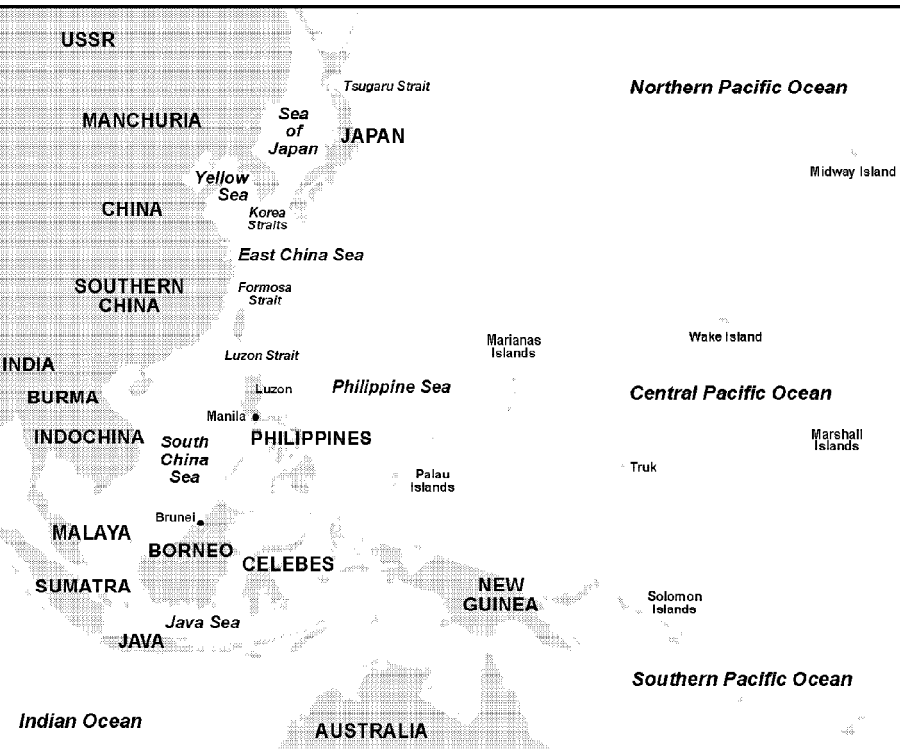 USSR
Tsugaru Strait
Northern Pacific Ocean
MANCHURIA
Sea
of
Japan
JAPAN
Midway Island
Yellow
Sea
CHINA
Korea
Straits
East China Sea
SOUTHERN
CHINA
Formosa
Strait
Wake Island
Marianas
Islands
Luzon Strait
INDIA
Luzon
Philippine Sea
Central Pacific Ocean
BURMA
Manila
INDOCHINA
South
China
Sea
PHILIPPINES
Marshall
Islands
Truk
Palau
Islands
Brunei
MALAYA
BORNEO
CELEBES
SUMATRA
NEW
GUINEA
Solomon
Islands
Java Sea
JAVA
Southern Pacific Ocean
Indian Ocean
AUSTRALIA